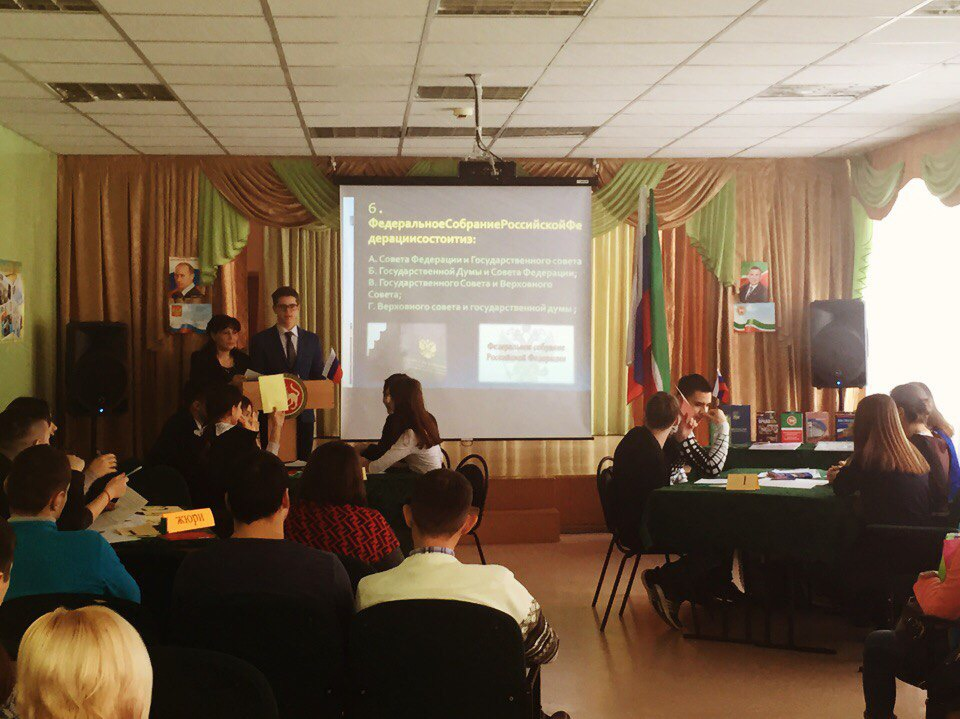 6.
ФедеральноеСобраниеРоссийскойФе
дерациисостоитиз:
А. Совета Федерации и Государственного совета
Б. Государственной Думы и Совета Федерации;
В. Государственного Совета и Верховного
Совета;
Г. Верховного совета и государственной думы ;
Федеральное собрание
Российской Федерации
жюри
1